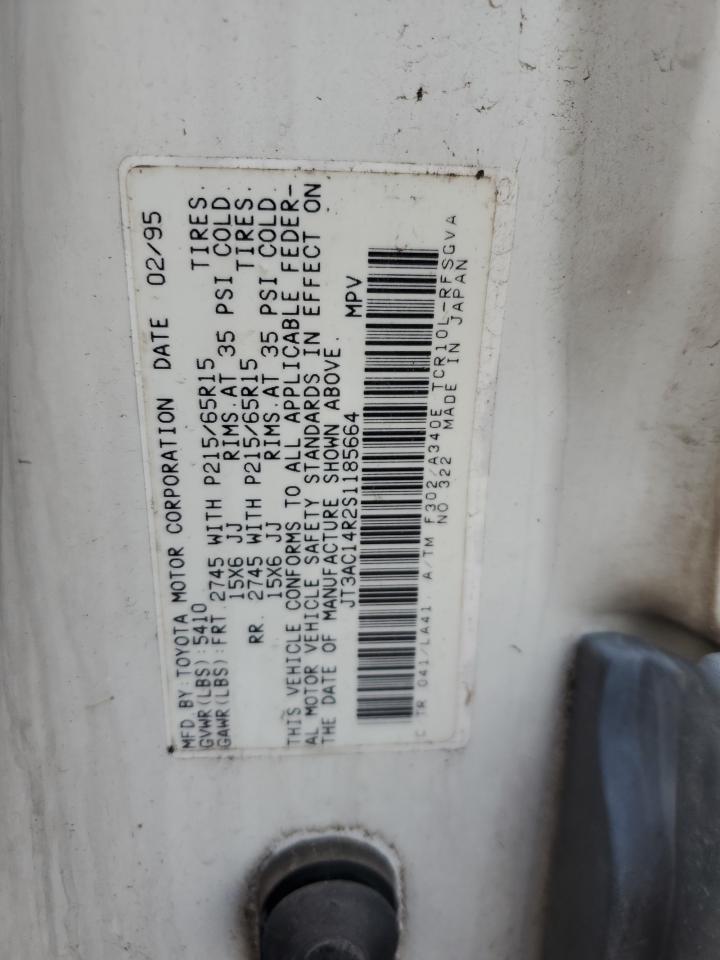 MFD BY:TOYOTA MOTOR CORPORATION DATE 02/95
GVWR(LBS):5410
GAWR(LBS):FRT 2745 WITH P215/65R15 TIRES.
15X6 JJ RIMS.AT 35 PSI COLD.
RR. 2745 WITH P215/65R15 TIRES.
15X6 JJ RIMS.AT 35 PSI COLD.
THIS VEHICLE CONFORMS TO ALL APPLICABLE FEDER-
AL MOTOR VEHICLE SAFETY STANDARDS IN EFFECT ON
THE DATE OF MANUFACTURE SHOWN ABOVE.
JT3AC14R2S1185664 MPV
C TR 041/LA41 A/TM F302/A340E TCR10L-RFSGVA
NO 322 MADE IN JAPAN